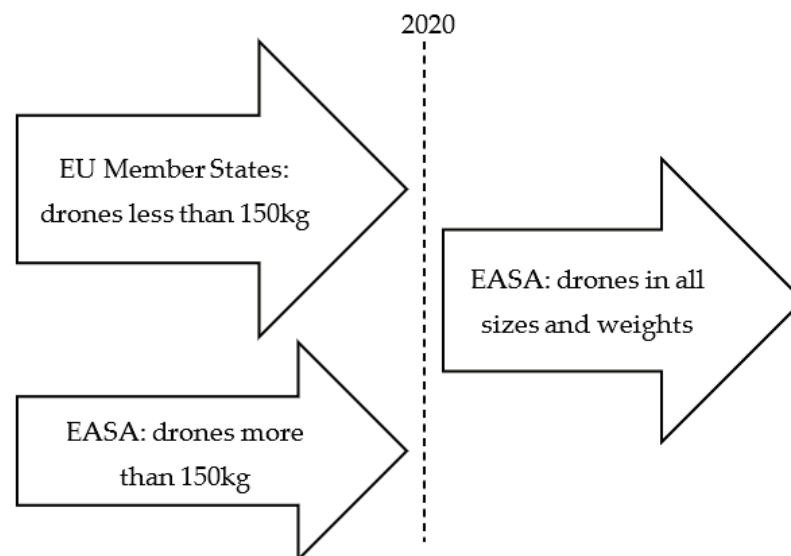 2020
EU Member States:
drones less than 150kg
EASA: drones in all
sizes and weights
EASA: drones more
than 150kg